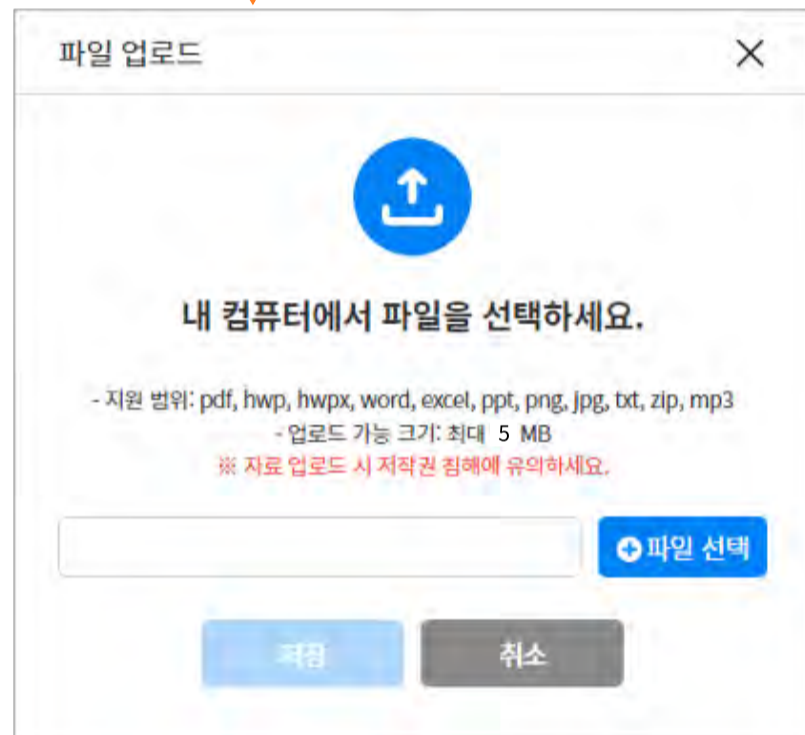 파일 업로드
내 컴퓨터에서 파일을 선택하세요.
- 지원 범위: pdf, hwp, hwpx, word, excel, ppt, png, jpg, txt, zip, mp3
- 업로드 가능 크기: 최대 5 MB
※ 자료 업로드 시 저작권 침해에 유의하세요.
파일 선택
저장 취소